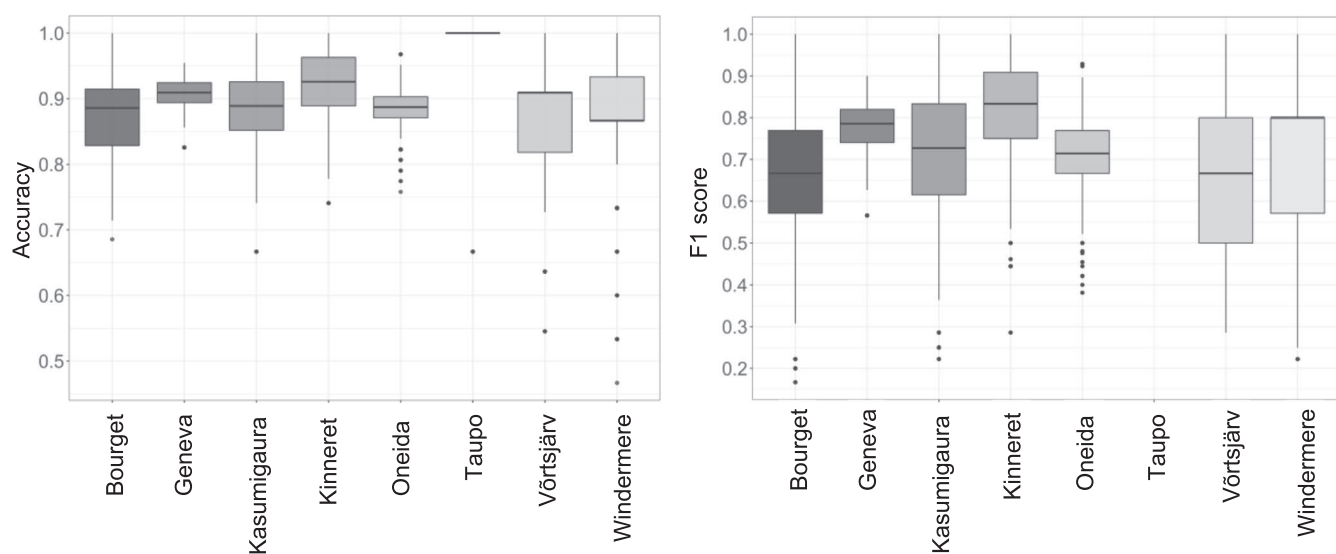 Accuracy
1.0
0.9
0.8
0.7
0.6
0.5
Bourget
Geneva
Kasumigaura
Kinneret
Oneida
Taupo
Võrtsjärv
Windermere
F1 score
1.0
0.9
0.8
0.7
0.6
0.5
0.4
0.3
0.2
Bourget
Geneva
Kasumigaura
Kinneret
Oneida
Taupo
Võrtsjärv
Windermere